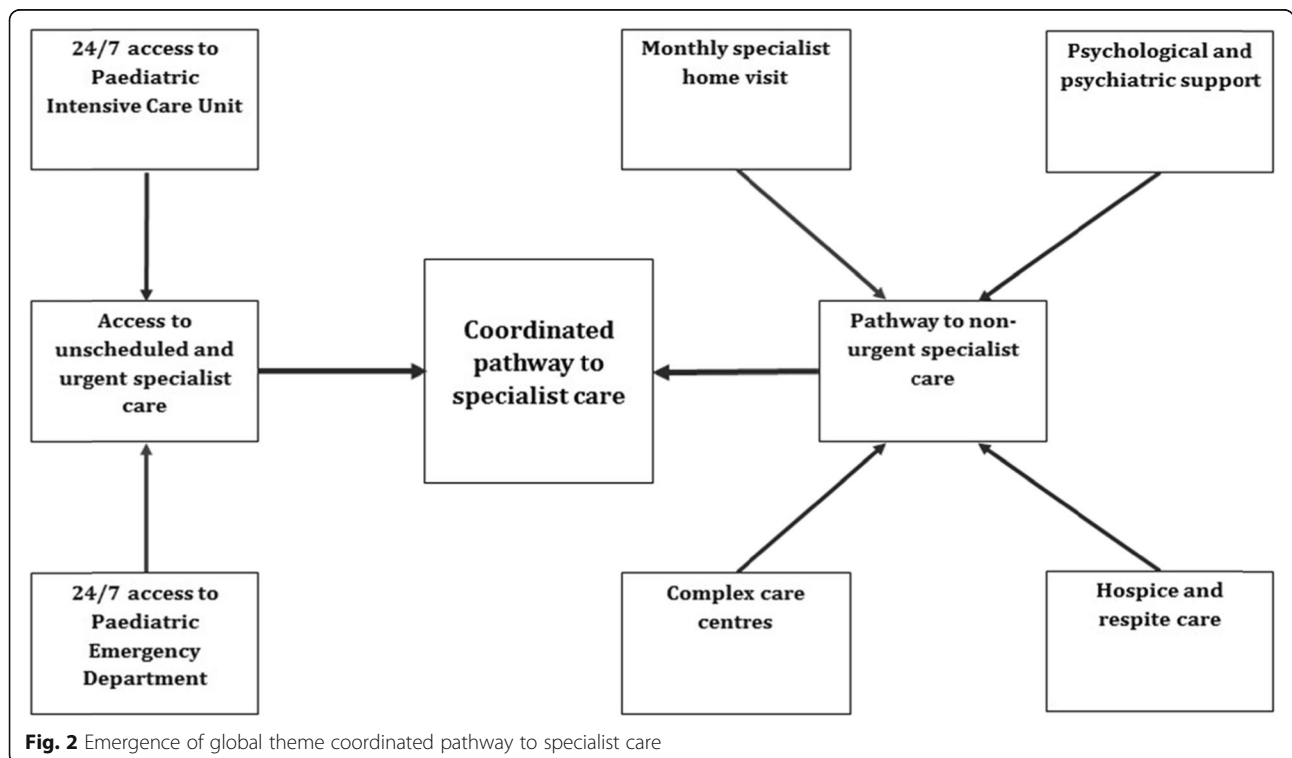 24/7 access to
Paediatric
Intensive Care Unit
Monthly specialist
home visit
Psychological and
psychiatric support
Access to
unscheduled and
urgent specialist
care
Coordinated
pathway to
specialist care
Pathway to non-
urgent specialist
care
24/7 access to
Paediatric
Emergency
Department
Complex care
centres
Hospice and
respite care
Fig. 2 Emergence of global theme coordinated pathway to specialist care